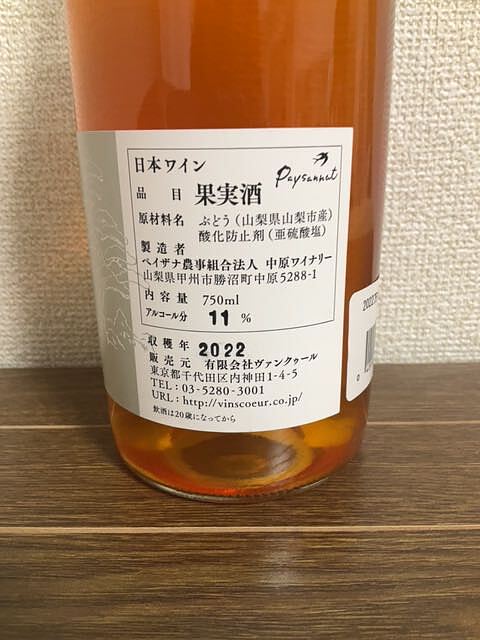 日本ワイン
Paysannat
品 目 果実酒
原材料名 ぶどう(山梨県山梨市産)
酸化防止剤(亜硫酸塩)
製造者
ペイザナ農事組合法人 中原ワイナリー
山梨県甲州市勝沼町中原5288-1
内容量 750ml
アルコール分 11 %
収穫年 2022
販売元 有限会社ヴァンクゥール
東京都千代田区内神田1-4-5
TEL: 03-5280-3001
URL: http://vinscoeur.co.jp/
飲酒は20歳になってから